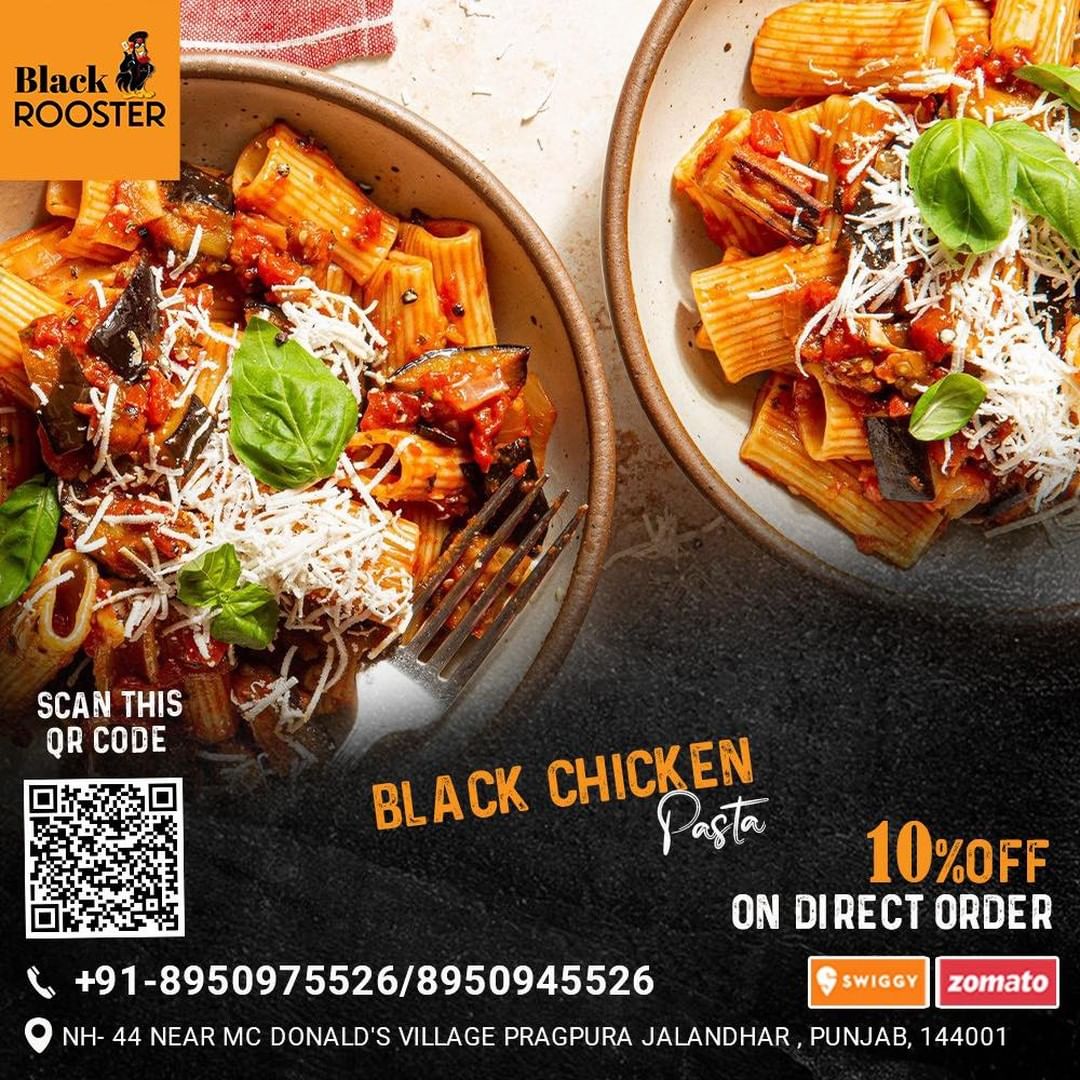 Black
ROOSTER
SCAN THIS
QR CODE
BLACK CHICKEN
Pasta
10%OFF
ON DIRECT ORDER
+91-8950975526/8950945526
SWIGGY
zomato
NH- 44 NEAR MC DONALD'S VILLAGE PRAGPURA JALANDHAR , PUNJAB, 144001